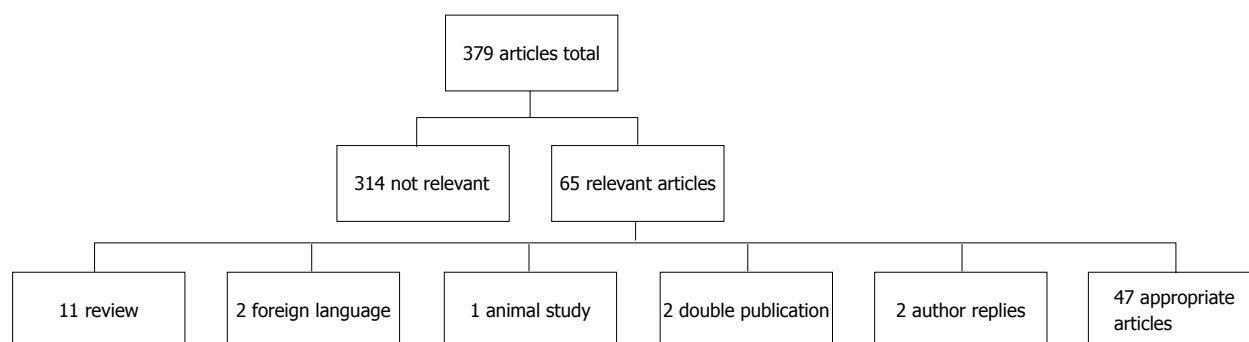 379 articles total
314 not relevant
65 relevant articles
11 review
2 foreign language
1 animal study
2 double publication
2 author replies
47 appropriate
articles